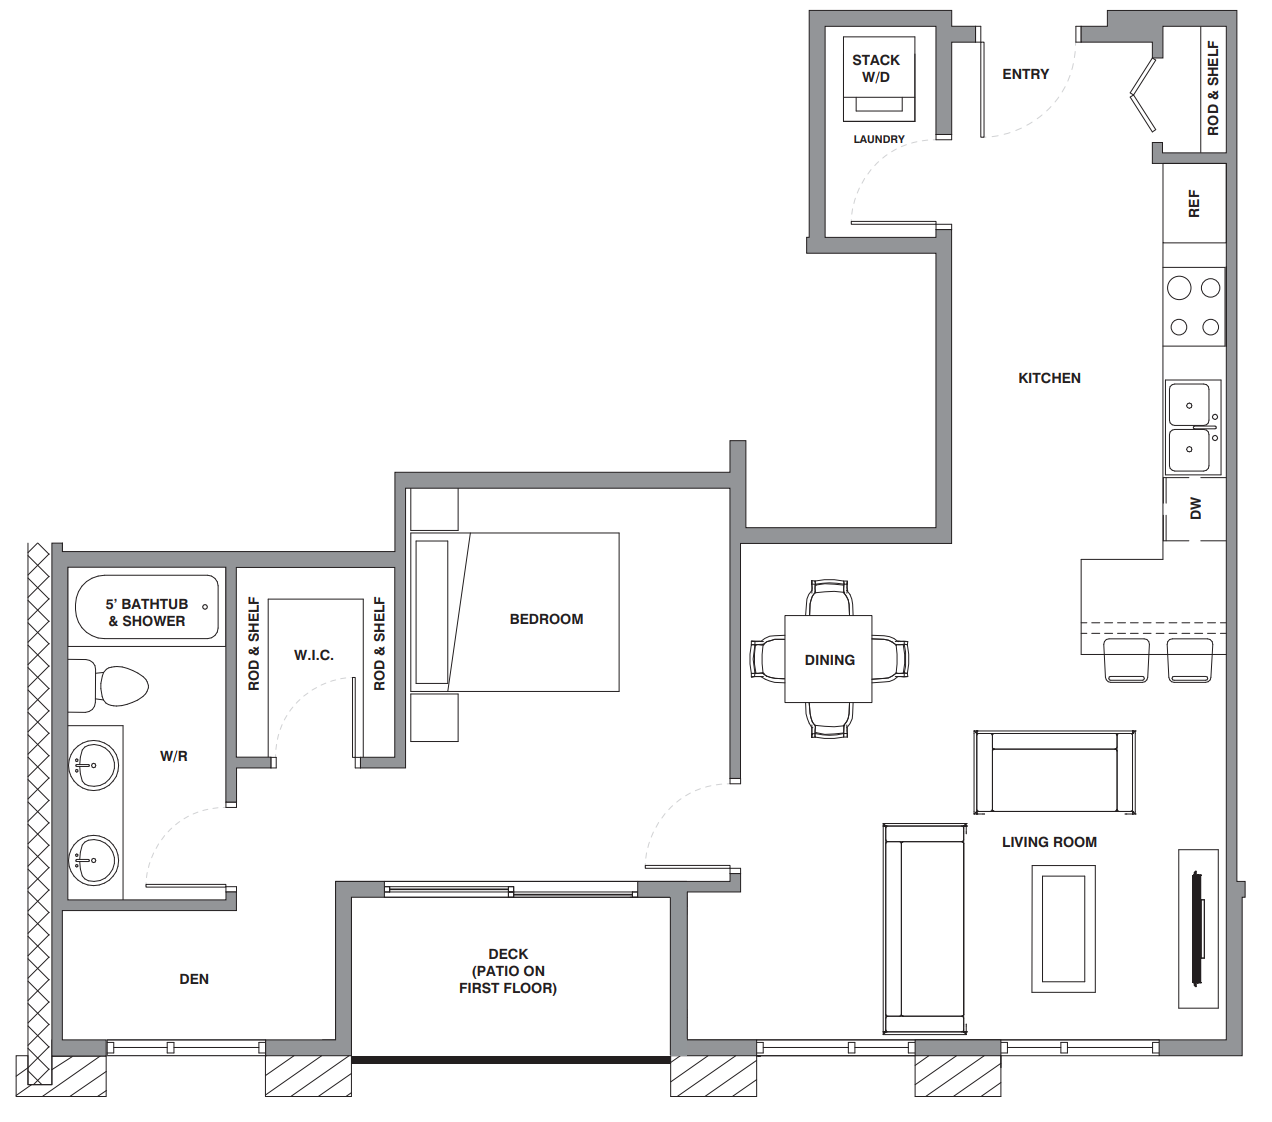 STACK
W/D
ENTRY
ROD & SHELF
LAUNDRY
REF
KITCHEN
DW
5' BATHTUB
& SHOWER
ROD & SHELF
W.I.C.
ROD & SHELF
BEDROOM
DINING
W/R
LIVING ROOM
DECK
(PATIO ON
FIRST FLOOR)
DEN